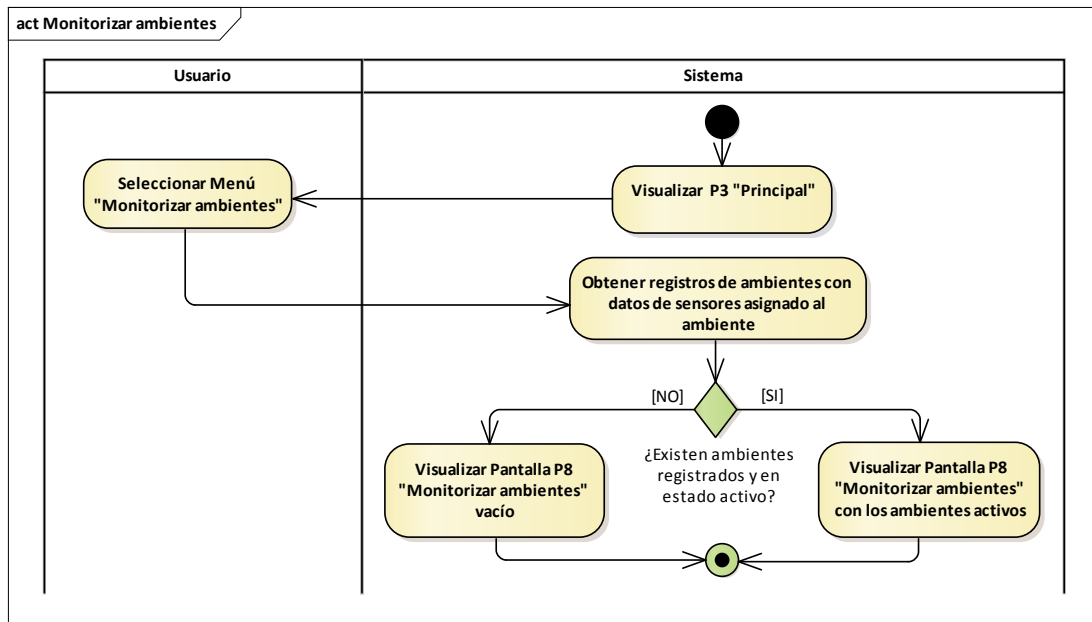 act Monitorizar ambientes
Usuario
Sistema
Visualizar P3 "Principal"
Seleccionar Menú
"Monitorizar ambientes"
Obtener registros de ambientes con
datos de sensores asignado al
ambiente
[NO]
[SI]
¿Existen ambientes
registrados y en
estado activo?
Visualizar Pantalla P8
"Monitorizar ambientes"
vacío
Visualizar Pantalla P8
"Monitorizar ambientes"
con los ambientes activos